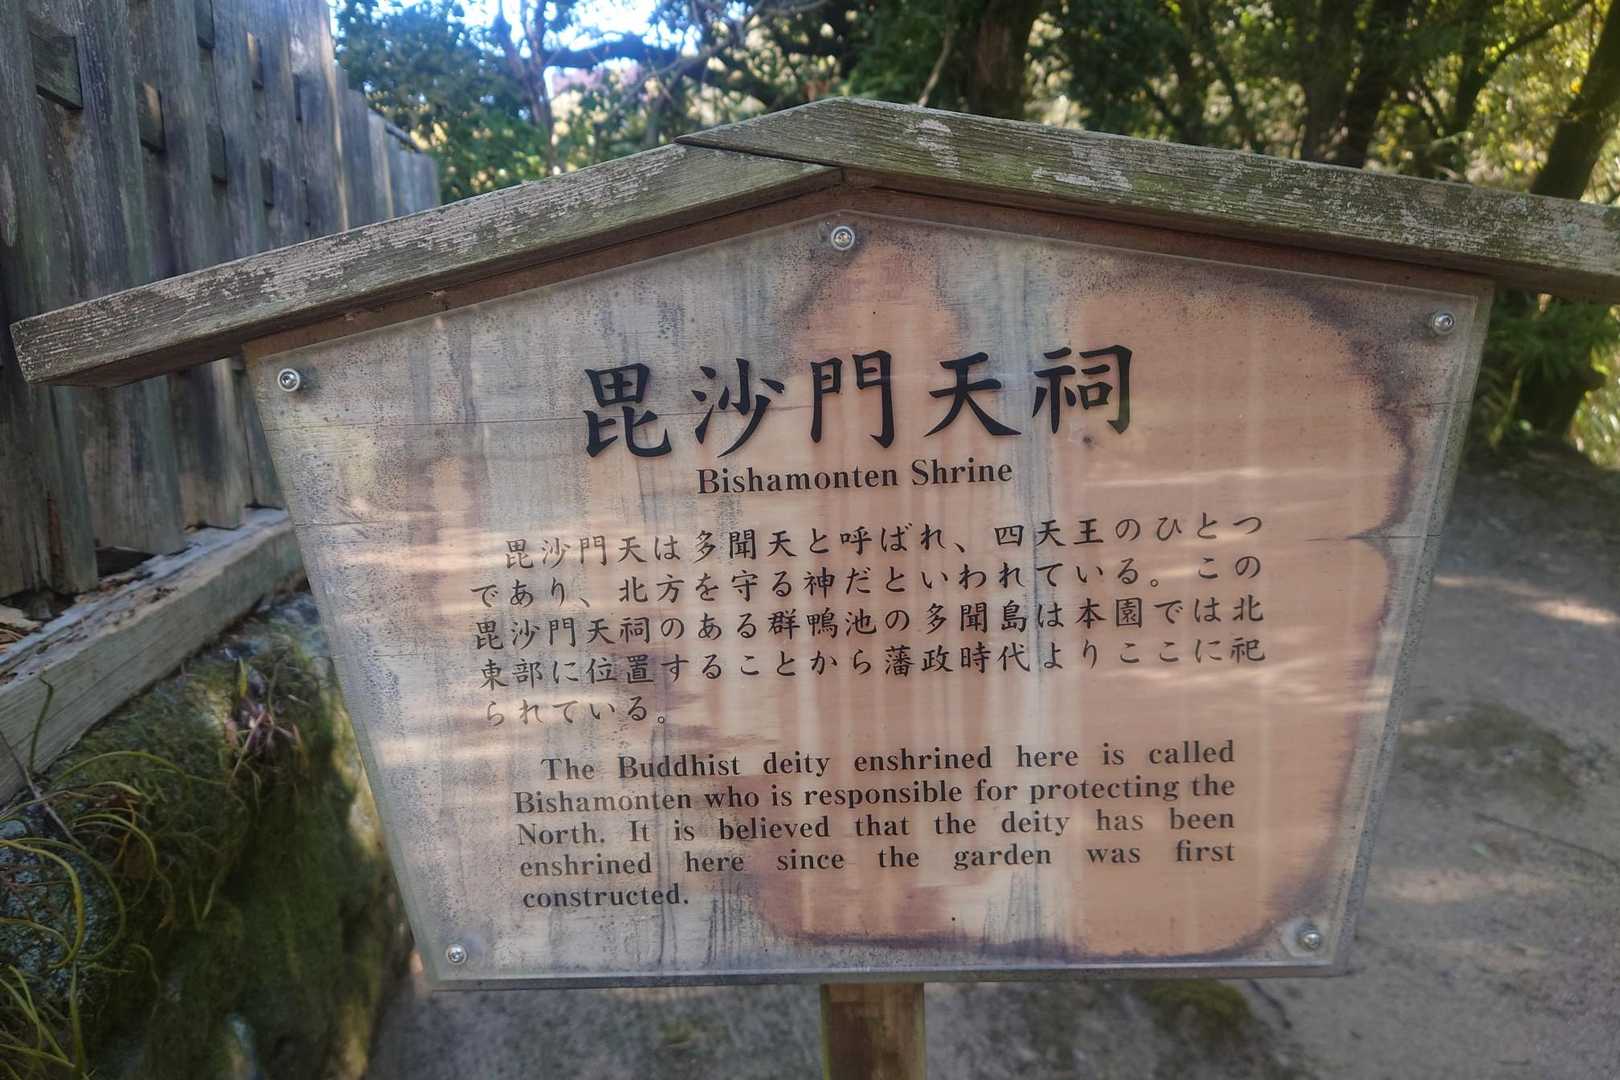 毘沙門天祠
Bishamonten Shrine
毘沙門天は多聞天と呼ばれ、四天王のひとつ
であり、北方を守る神だといわれている。この
毘沙門天祠のある群鴨池の多聞島は本園では北
東部に位置することから藩政時代よりここに祀
られている。
The Buddhist deity enshrined here is called
Bishamonten who is responsible for protecting the
North. It is believed that the deity has been
enshrined here since the garden was first
constructed.